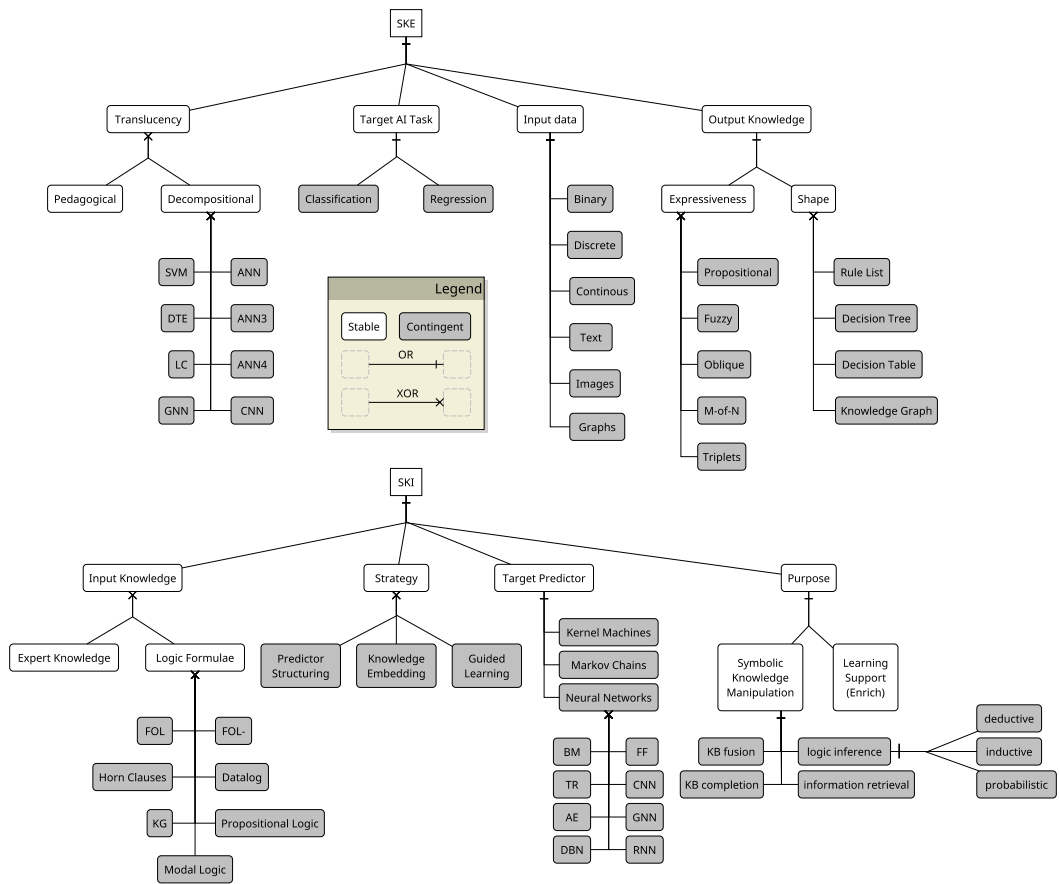 SKE
Translucency
Target AI Task
Input data
Output Knowledge
Pedagogical
Decompositional
Classification
Regression
Binary
Expressiveness
Shape
Discrete
SVM
ANN
Propositional
Rule List
Legend
Continous
DTE
ANN3
Stable
Contingent
Fuzzy
Decision Tree
Text
OR
LC
ANN4
Oblique
Decision Table
Images
XOR
GNN
CNN
M-of-N
Knowledge Graph
Graphs
Triplets
SKI
Input Knowledge
Strategy
Target Predictor
Purpose
Kernel Machines
Expert Knowledge
Logic Formulae
Predictor
Structuring
Knowledge
Embedding
Guided
Learning
Markov Chains
Symbolic
Knowledge
Manipulation
Learning
Support
(Enrich)
Neural Networks
FOL
FOL-
deductive
BM
FF
KB fusion
logic inference
inductive
Horn Clauses
Datalog
TR
CNN
KB completion
information retrieval
probabilistic
KG
Propositional Logic
AE
GNN
DBN
RNN
Modal Logic